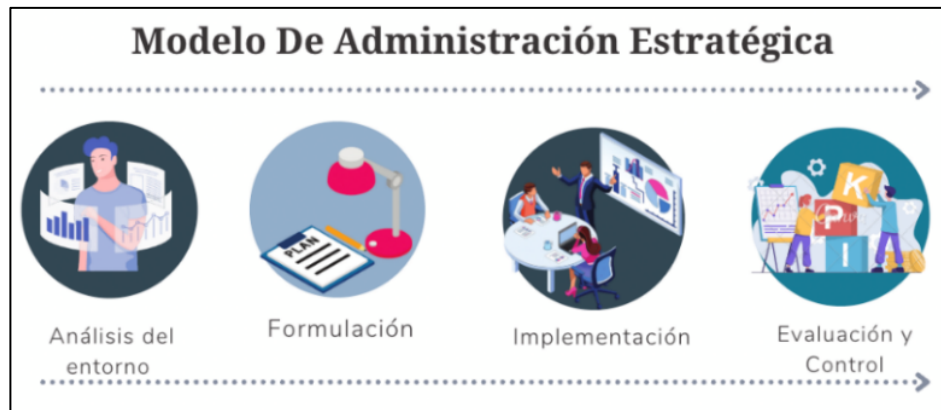 Modelo De Administración Estratégica
PLAN
K
P
I
Análisis del
entorno
Formulación
Implementación
Evaluación y
Control